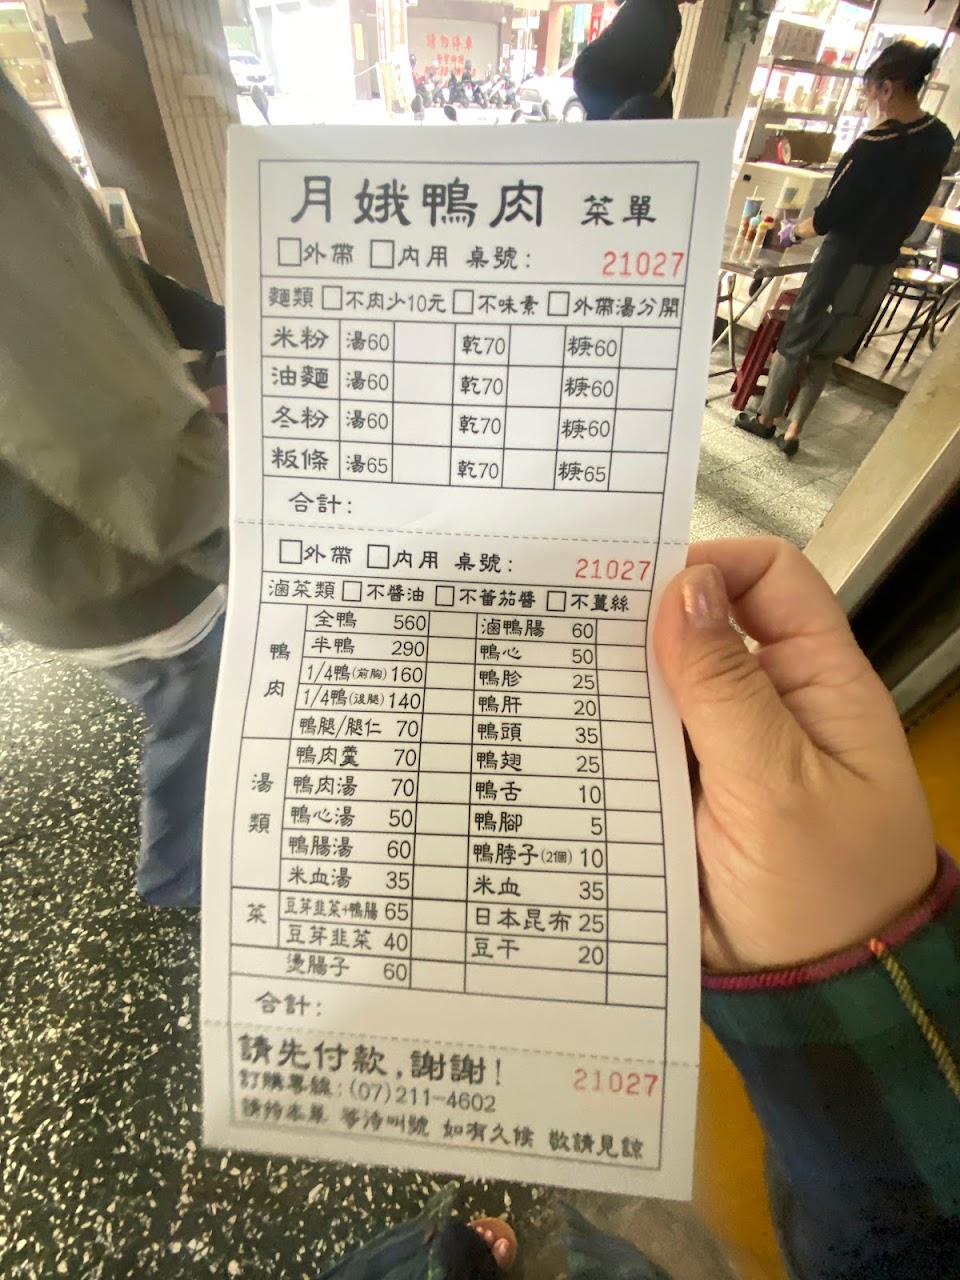 請勿停車
月娥鴨肉 菜單
□外帶 □內用 桌號: 21027
麵類 □不肉少10元 □不味素 □外帶湯分開
米粉 湯60 乾70 糖60
油麵 湯60 乾70 糖60
冬粉 湯60 乾70 糖60
粄條 湯65 乾70 糖65
合計:
□外帶 □內用 桌號: 21027
滷菜類 □不醬油 □不蕃茄醬 □不薑絲
鴨肉
全鴨 560 滷鴨腸 60
半鴨 290 鴨心 50
1/4鴨(前胸) 160 鴨胗 25
1/4鴨(後腿) 140 鴨肝 20
鴨腿/腿仁 70 鴨頭 35
湯類
鴨肉羹 70 鴨翅 25
鴨肉湯 70 鴨舌 10
鴨心湯 50 鴨腳 5
鴨腸湯 60 鴨脖子(2個) 10
米血湯 35 米血 35
菜
豆芽韭菜+鴨腸 65 日本昆布 25
豆芽韭菜 40 豆干 20
燙腸子 60
合計:
請先付款,謝謝! 21027
訂購專線:(07)211-4602
請持本單 等待叫號 如有久候 敬請見諒